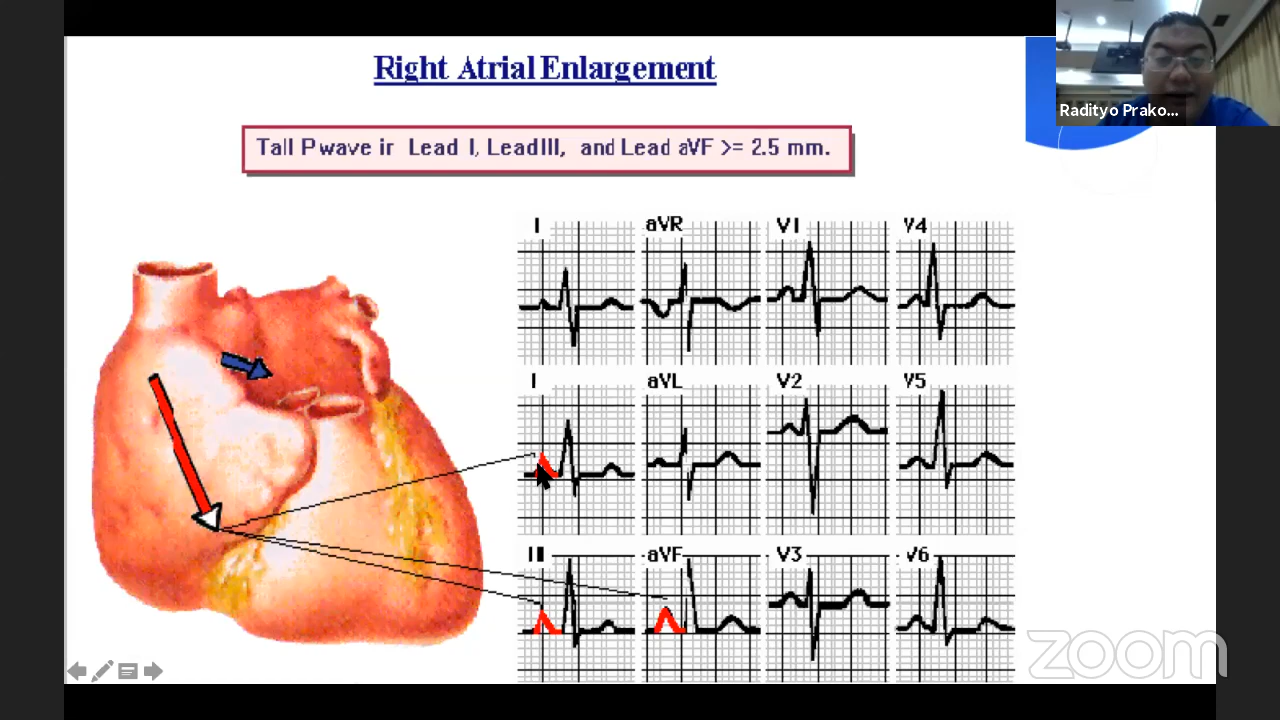 Right Atrial Enlargement
Radityo Prako...
Tall P wave ir Lead I, Lead III, and Lead aVF >= 2.5 mm.
I aVR V1 V4
I aVL V2 V5
III aVF V3 V6
zoom